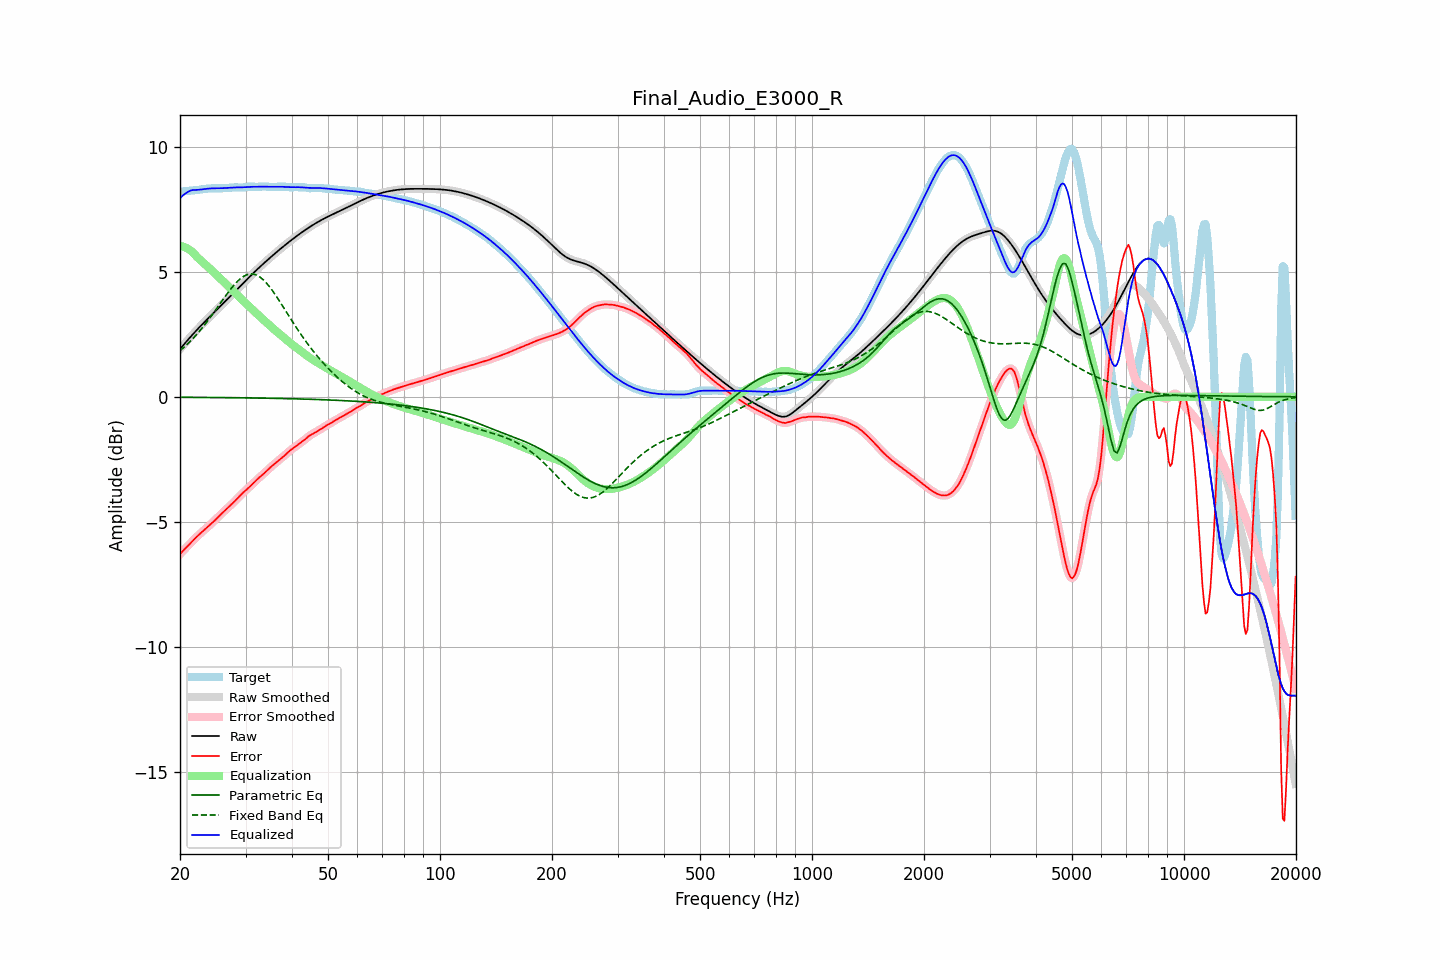 Final_Audio_E3000_R
10
5
0
−5
−10
−15
Amplitude (dBr)
Target
Raw Smoothed
Error Smoothed
Raw
Error
Equalization
Parametric Eq
Fixed Band Eq
Equalized
20 50 100 200 500 1000 2000 5000 10000 20000
Frequency (Hz)